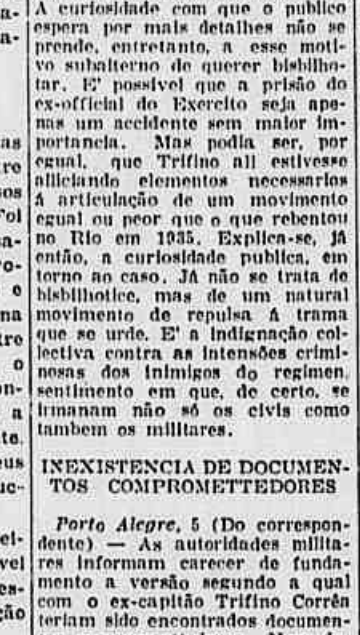 A curiosidade com que o publico
espera por mais detalhes não se
prende, entretanto, a esse moti-
vo subalterno de querer bisbilho-
tar. E' possivel que a prisão do
ex-official do Exercito seja ape-
nas um accidente sem maior im-
portancia. Mas podia ser, por
egual, que Trifino alli estivesse
alliciando elementos necessarios
á articulação de um movimento
egual ou peor que o que rebentou
no Rio em 1935. Explica-se, já
então, a curiosidade publica, em
torno ao caso. Já não se trata de
bisbilhotice, mas de um natural
movimento de repulsa á trama
que se urde. E' a indignação col-
lectiva contra as intensões crimi-
nosas dos inimigos do regimen,
sentimento em que, de certo, se
irmanam não só os civis como
tambem os militares.
INEXISTENCIA DE DOCUMEN-
TOS COMPROMETTEDORES
Porto Alegre, 5 (Do correspon-
dente) — As autoridades milita-
res informam carecer de funda-
mento a versão segundo a qual
com o ex-capitão Trifino Corrêa
teriam sido encontrados documen-